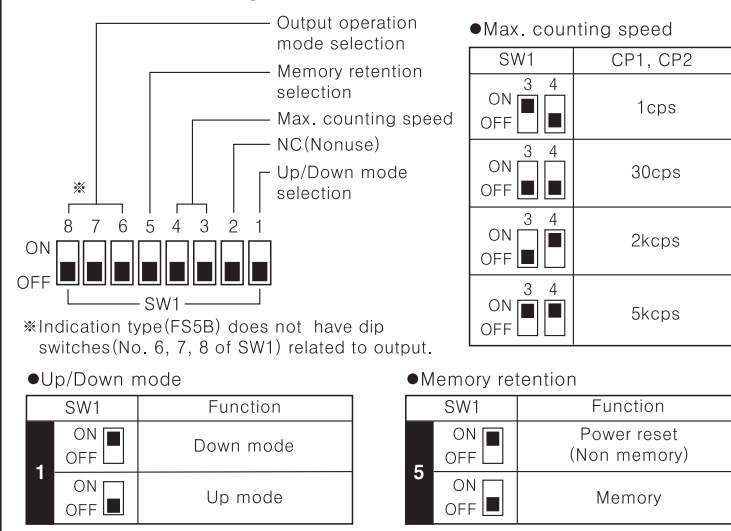 Output operation
mode selection
Memory retention
selection
Max. counting speed
NC(Nonuse)
Up/Down mode
selection
※
8 7 6 5 4 3 2 1
ON
OFF
SW1
※Indication type(FS5B) does not have dip
switches(No. 6, 7, 8 of SW1) related to output.
●Max. counting speed
SW1 CP1, CP2
3 4
ON
OFF
1cps
3 4
ON
OFF
30cps
3 4
ON
OFF
2kcps
3 4
ON
OFF
5kcps
●Up/Down mode
SW1 Function
1
ON
OFF
Down mode
ON
OFF
Up mode
●Memory retention
SW1 Function
5
ON
OFF
Power reset
(Non memory)
ON
OFF
Memory